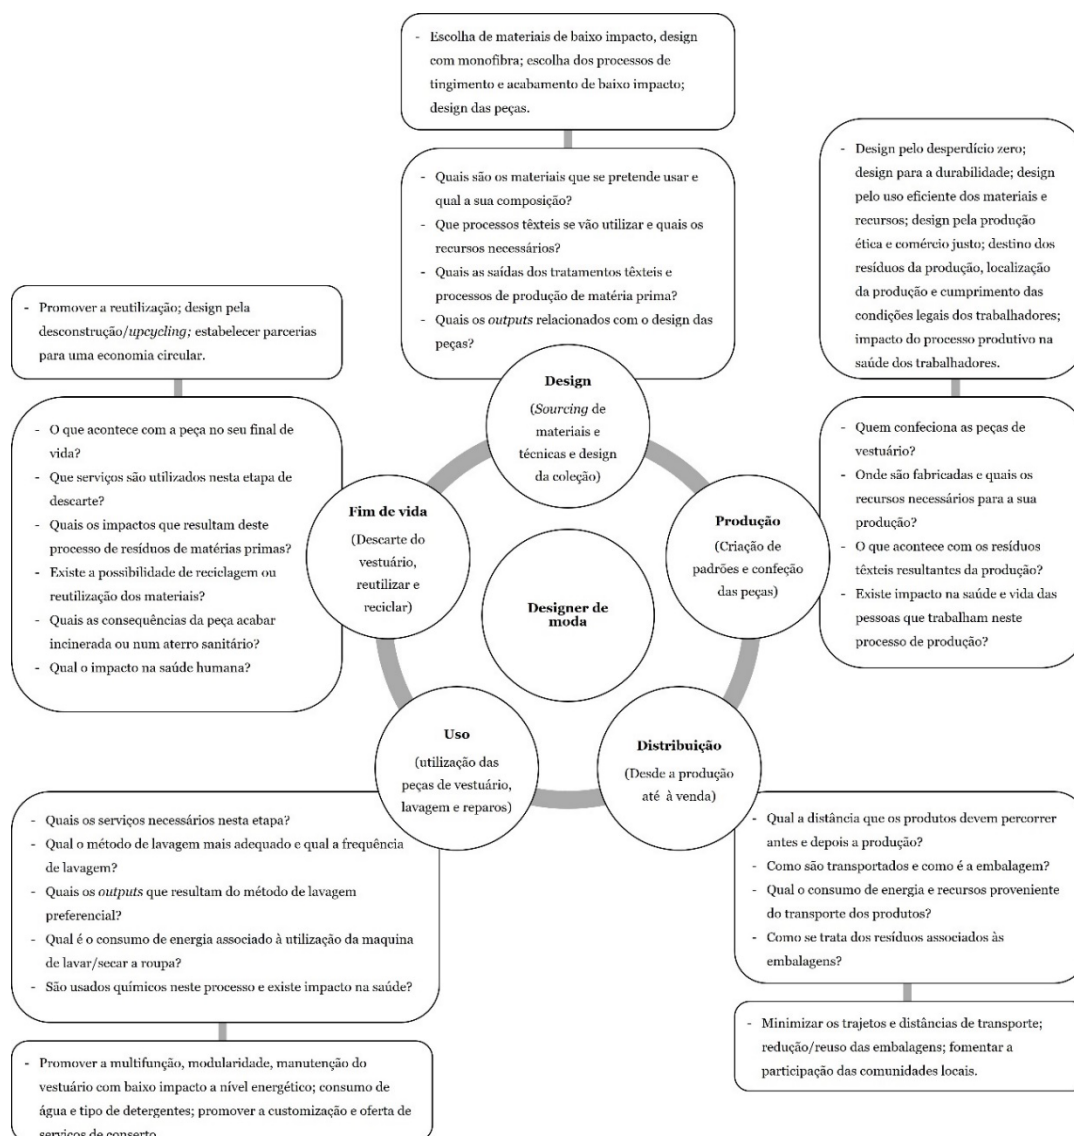 - Escolha de materiais de baixo impacto, design
com monofibra; escolha dos processos de
tingimento e acabamento de baixo impacto;
design das peças.
- Quais são os materiais que se pretende usar e
qual a sua composição?
- Que processos têxteis se vão utilizar e quais os
recursos necessários?
- Quais as saídas dos tratamentos têxteis e
processos de produção de matéria prima?
- Quais os outputs relacionados com o design das
peças?
Design
(Sourcing de
materiais e
técnicas e design
da coleção)
- Design pelo desperdício zero;
design para a durabilidade; design
pelo uso eficiente dos materiais e
recursos; design pela produção
ética e comércio justo; destino dos
resíduos da produção, localização
da produção e cumprimento das
condições legais dos trabalhadores;
impacto do processo produtivo na
saúde dos trabalhadores.
- Quem confeciona as peças de
vestuário?
- Onde são fabricadas e quais os
recursos necessários para a sua
produção?
- O que acontece com os resíduos
têxteis resultantes da produção?
- Existe impacto na saúde e vida das
pessoas que trabalham neste
processo de produção?
Produção
(Criação de
padrões e confeção
das peças)
Designer de
moda
Distribuição
(Desde a produção
até à venda)
- Qual a distância que os produtos devem percorrer
antes e depois a produção?
- Como são transportados e como é a embalagem?
- Qual o consumo de energia e recursos proveniente
do transporte dos produtos?
- Como se trata dos resíduos associados às
embalagens?
- Minimizar os trajetos e distâncias de transporte;
redução/reuso das embalagens; fomentar a
participação das comunidades locais.
Uso
(utilização das
peças de vestuário,
lavagem e reparos)
- Quais os serviços necessários nesta etapa?
- Qual o método de lavagem mais adequado e qual a frequência
de lavagem?
- Quais os outputs que resultam do método de lavagem
preferencial?
- Qual é o consumo de energia associado à utilização da maquina
de lavar/secar a roupa?
- São usados químicos neste processo e existe impacto na saúde?
- Promover a multifunção, modularidade, manutenção do
vestuário com baixo impacto a nível energético; consumo de
água e tipo de detergentes; promover a customização e oferta de
serviços de conserto
Fim de vida
(Descarte do
vestuário,
reutilizar e
reciclar)
- Promover a reutilização; design pela
desconstrução/upcycling; estabelecer parcerias
para uma economia circular.
- O que acontece com a peça no seu final de
vida?
- Que serviços são utilizados nesta etapa de
descarte?
- Quais os impactos que resultam deste
processo de resíduos de matérias primas?
- Existe a possibilidade de reciclagem ou
reutilização dos materiais?
- Quais as consequências da peça acabar
incinerada ou num aterro sanitário?
- Qual o impacto na saúde humana?